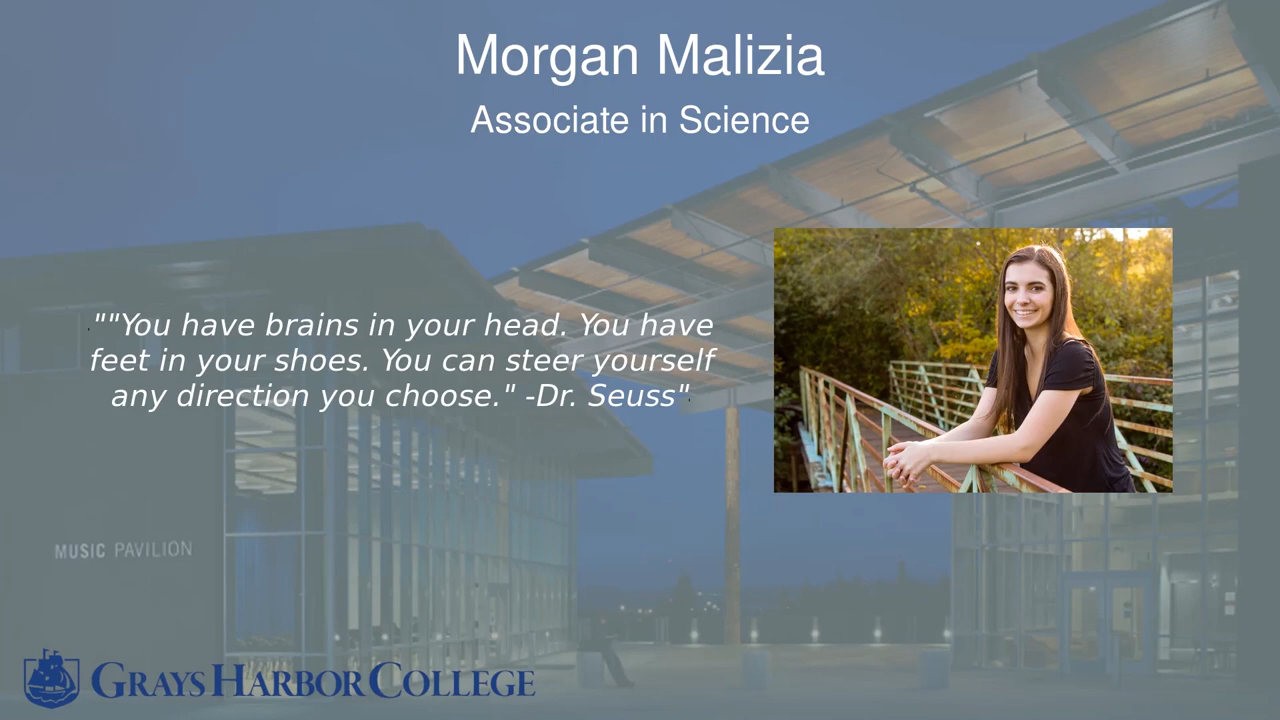 Morgan Malizia
Associate in Science
""You have brains in your head. You have
feet in your shoes. You can steer yourself
any direction you choose." -Dr. Seuss"
MUSIC PAVILION
GRAYS HARBOR COLLEGE